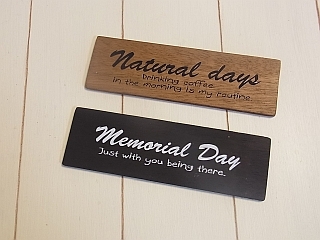 Natural days
Drinking coffee
in the morning is my routine.
Memorial Day
Just with you being there.